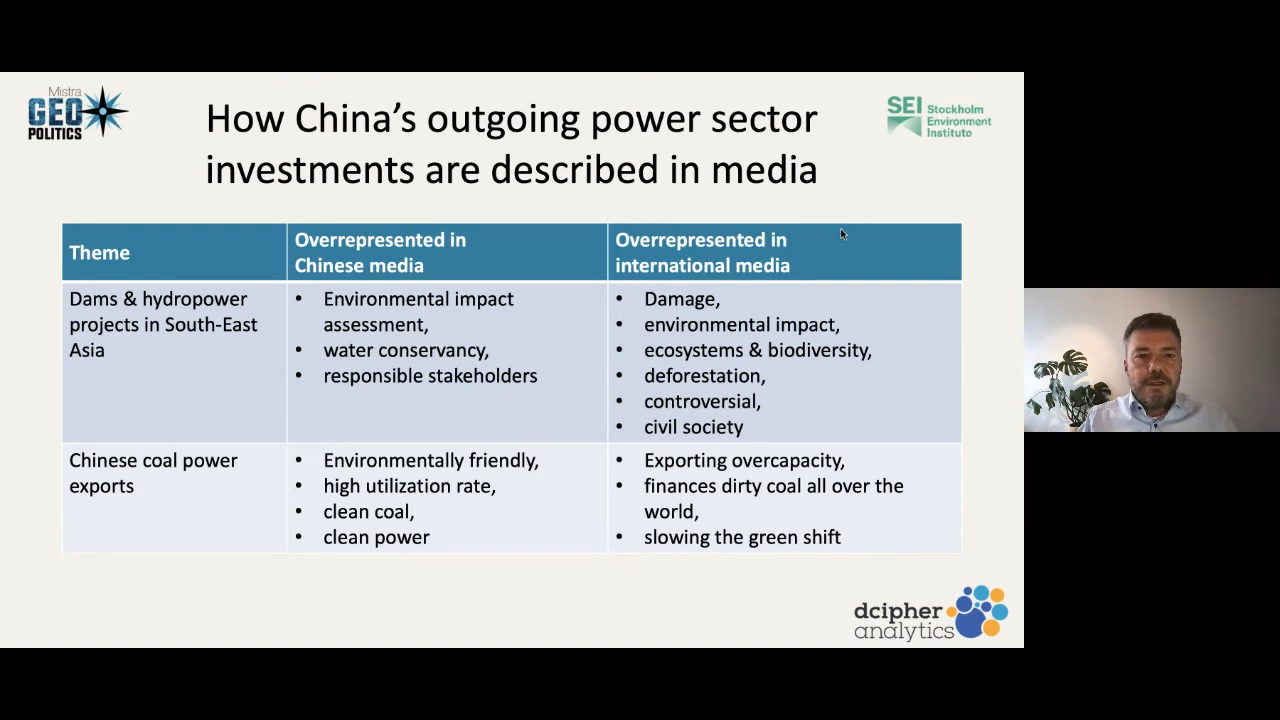 Mistra
GEO
POLITICS
How China's outgoing power sector
investments are described in media
SEI Stockholm
Environment
Institute
Theme
Overrepresented in
Chinese media
Overrepresented in
international media
Dams & hydropower
projects in South-East
Asia
• Environmental impact
assessment,
• water conservancy,
• responsible stakeholders
• Damage,
• environmental impact,
• ecosystems & biodiversity,
• deforestation,
• controversial,
• civil society
Chinese coal power
exports
• Environmentally friendly,
• high utilization rate,
• clean coal,
• clean power
• Exporting overcapacity,
• finances dirty coal all over the
world,
• slowing the green shift
dcipher
analytics